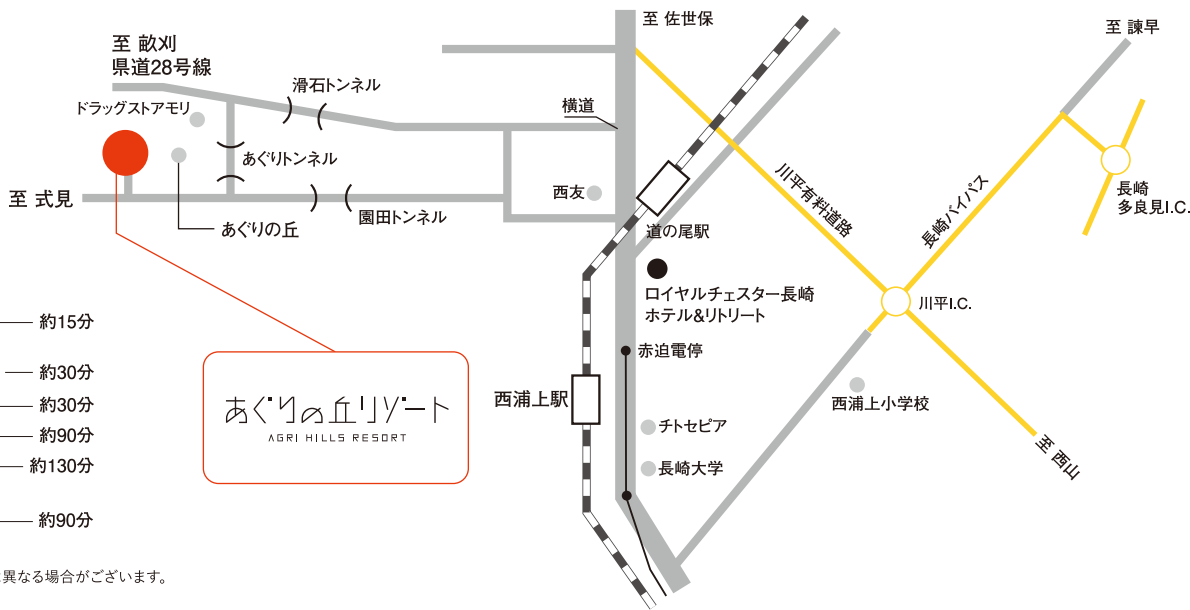 至 佐世保
至 諫早
至 畝刈
県道28号線
滑石トンネル
ドラッグストアモリ
横道
あぐりトンネル
川平有料道路
長崎バイパス
長崎
多良見I.C.
至 式見
西友
園田トンネル
あぐりの丘
道の尾駅
ロイヤルチェスター長崎
ホテル&リトリート
川平I.C.
約15分
赤迫電停
約30分
西浦上駅
あぐりの丘リゾート
AGRI HILLS RESORT
西浦上小学校
約30分
チトセピア
約90分
至 西山
約130分
長崎大学
約90分
異なる場合がございます。